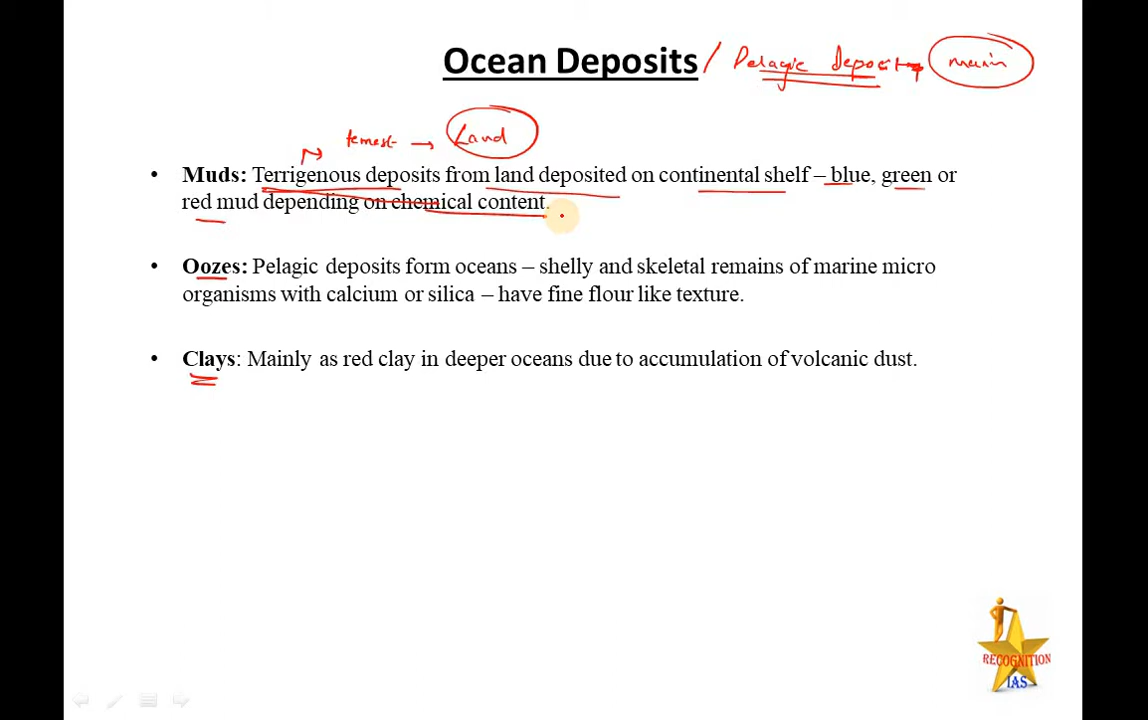 Ocean Deposits / Pelagic deposit → marin
→ Land
• Muds: Terrigenous deposits from land deposited on continental shelf – blue, green or
red mud depending on chemical content.
• Oozes: Pelagic deposits form oceans – shelly and skeletal remains of marine micro
organisms with calcium or silica – have fine flour like texture.
• Clays: Mainly as red clay in deeper oceans due to accumulation of volcanic dust.
RECOGNITION
IAS